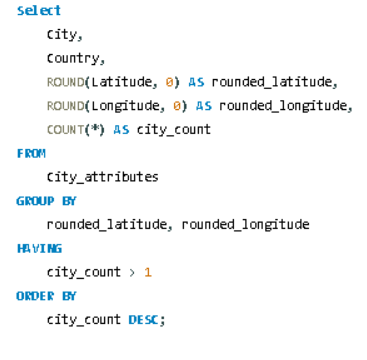 Select
City,
Country,
ROUND(Latitude, 0) AS rounded_latitude,
ROUND(Longitude, 0) AS rounded_longitude,
COUNT(*) AS city_count
FROM
City_attributes
GROUP BY
rounded_latitude, rounded_longitude
HAVING
city_count > 1
ORDER BY
city_count DESC;